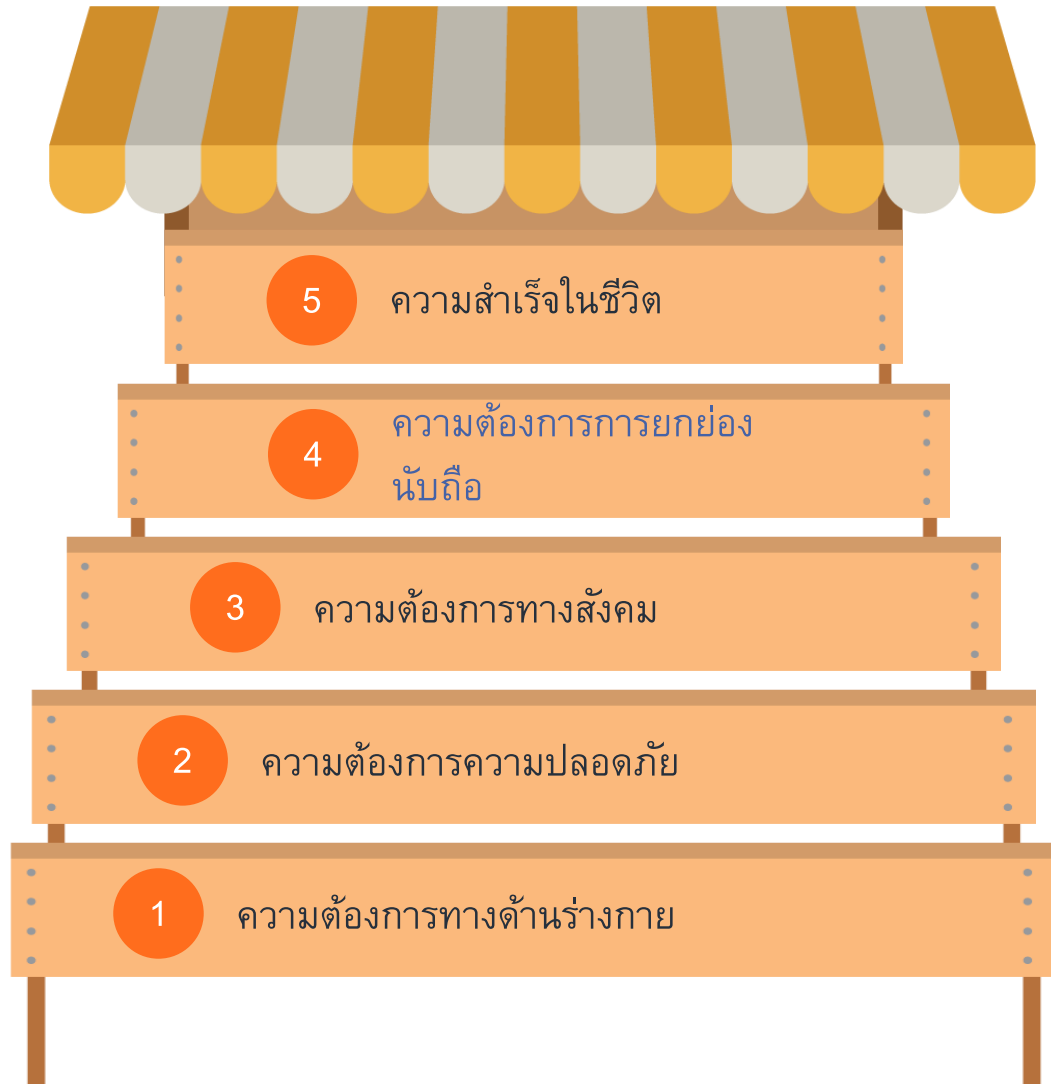 5 ความสำเร็จในชีวิต
4 ความต้องการการยกย่อง
นับถือ
3 ความต้องการทางสังคม
2 ความต้องการความปลอดภัย
1 ความต้องการทางด้านร่างกาย